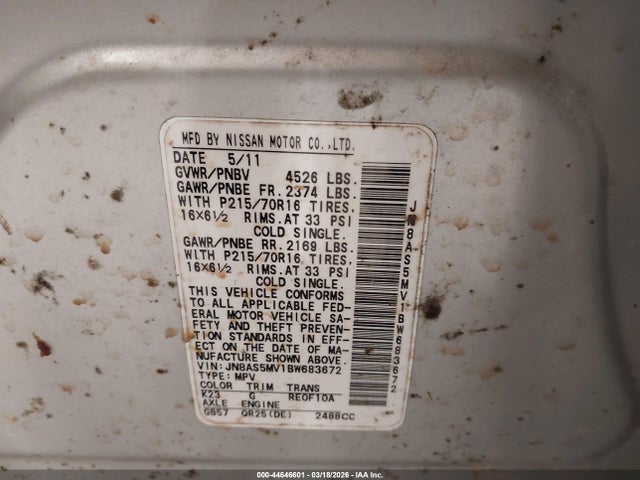 MFD BY NISSAN MOTOR CO.,LTD.
DATE 5/11
GVWR/PNBV 4526 LBS.
GAWR/PNBE FR. 2374 LBS.
WITH P215/70R16 TIRES,
16X6½ RIMS.AT 33 PSI
COLD SINGLE.
GAWR/PNBE RR. 2169 LBS.
WITH P215/70R16 TIRES,
16X6½ RIMS.AT 33 PSI
COLD SINGLE.
THIS VEHICLE CONFORMS
TO ALL APPLICABLE FED-
ERAL MOTOR VEHICLE SA-
FETY AND THEFT PREVEN-
TION STANDARDS IN EFF-
ECT ON THE DATE OF MA-
NUFACTURE SHOWN ABOVE.
VIN: JN8AS5MV1BW683672
TYPE: MPV
COLOR TRIM TRANS
K23 G RE0F10A
AXLE ENGINE
0857 QR25(DE) 2488CC
JN8AS5MV1BW683672
000-44646601 - 03/18/2026 - IAA Inc.